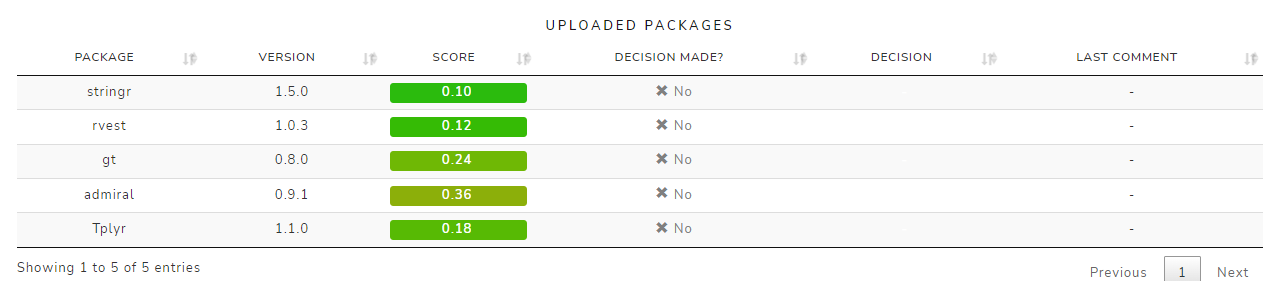 UPLOADED PACKAGES
PACKAGE VERSION SCORE DECISION MADE? DECISION LAST COMMENT
stringr 1.5.0 0.10 ✖ No -
rvest 1.0.3 0.12 ✖ No -
gt 0.8.0 0.24 ✖ No -
admiral 0.9.1 0.36 ✖ No -
Tplyr 1.1.0 0.18 ✖ No -
Showing 1 to 5 of 5 entries
Previous 1 Next